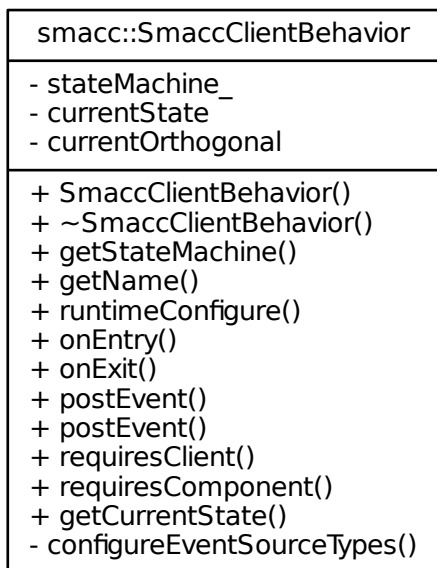 smacc::SmaccClientBehavior
- stateMachine_
- currentState
- currentOrthogonal
+ SmaccClientBehavior()
+ ~SmaccClientBehavior()
+ getStateMachine()
+ getName()
+ runtimeConfigure()
+ onEntry()
+ onExit()
+ postEvent()
+ postEvent()
+ requiresClient()
+ requiresComponent()
+ getCurrentState()
- configureEventSourceTypes()